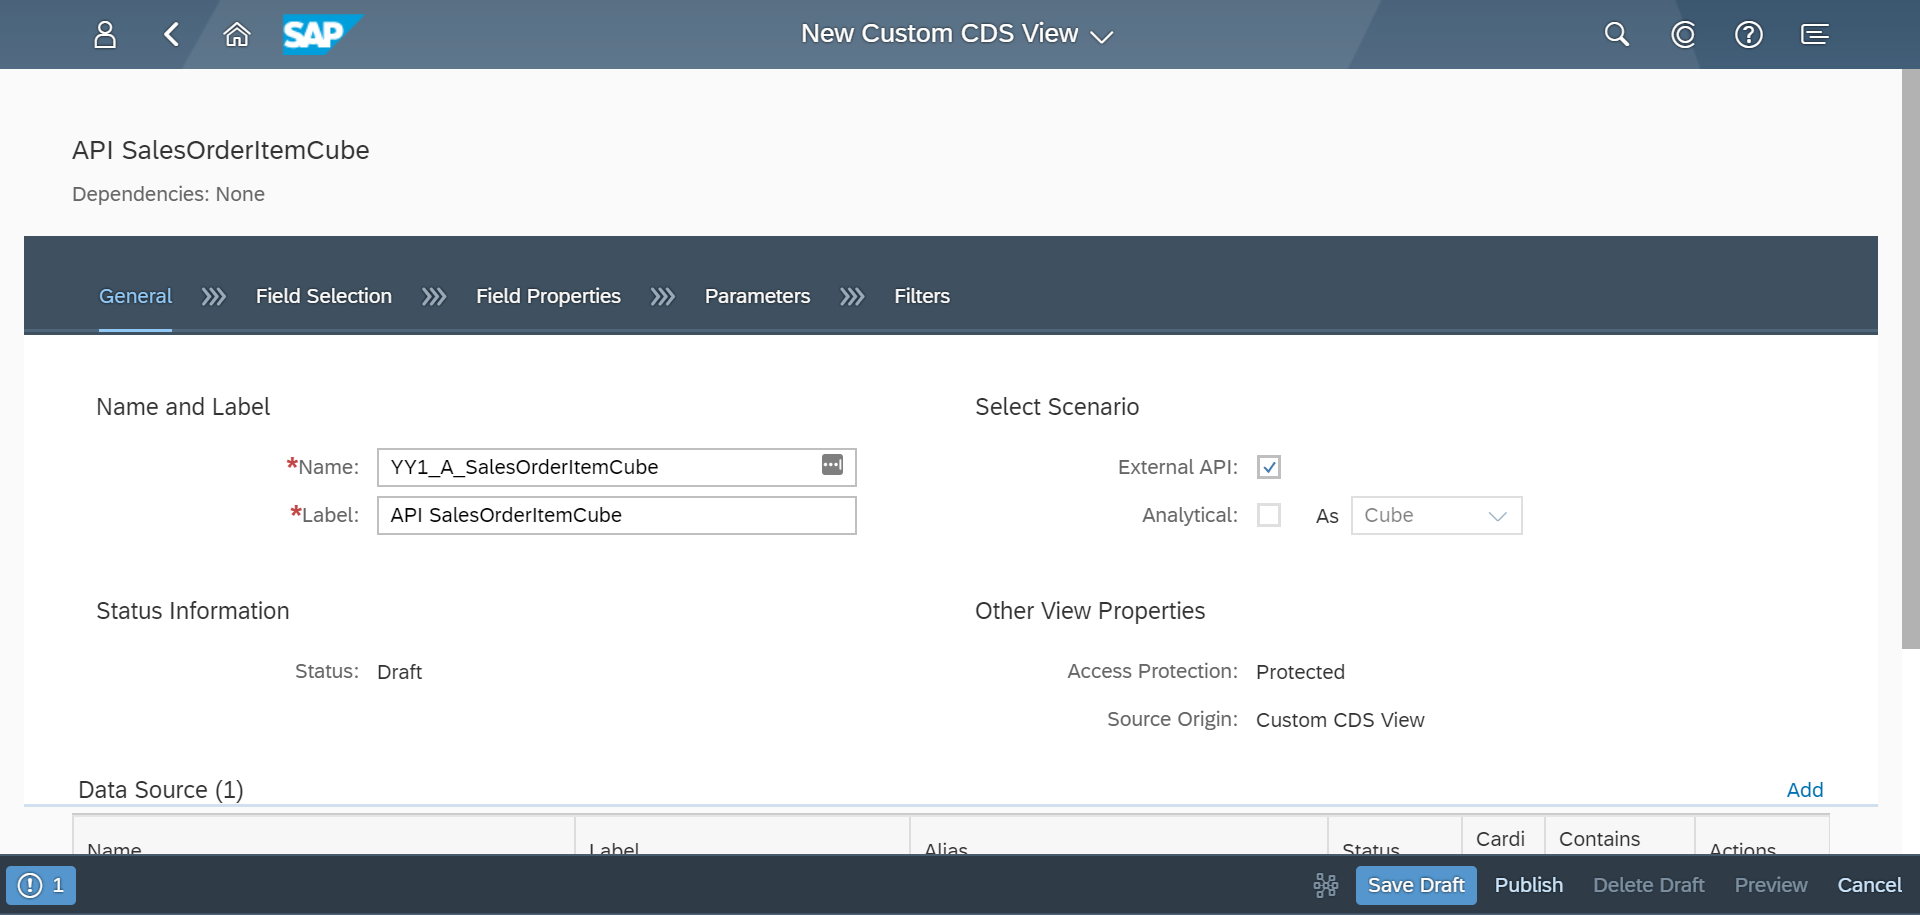 SAP
New Custom CDS View
API SalesOrderItemCube
Dependencies: None
General Field Selection Field Properties Parameters Filters
Name and Label
*Name: YY1_A_SalesOrderItemCube
*Label: API SalesOrderItemCube
Select Scenario
External API:
Analytical: As Cube
Status Information
Status: Draft
Other View Properties
Access Protection: Protected
Source Origin: Custom CDS View
Data Source (1) Add
Name Label Alias Status Cardi Contains Actions
1 Save Draft Publish Delete Draft Preview Cancel